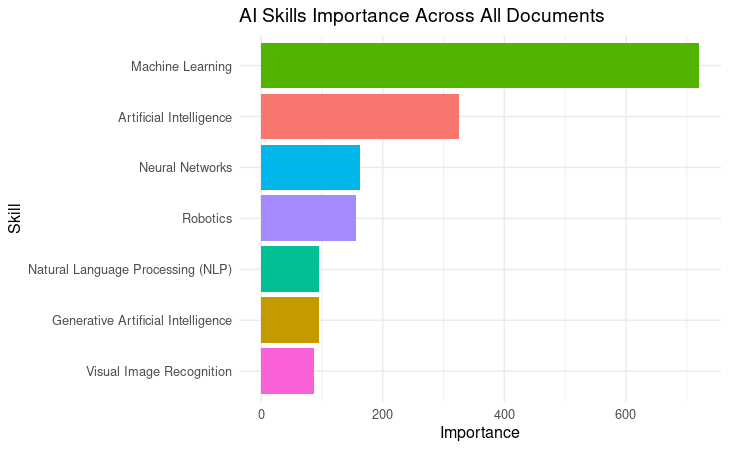 AI Skills Importance Across All Documents
Machine Learning
Artificial Intelligence
Neural Networks
Robotics
Natural Language Processing (NLP)
Generative Artificial Intelligence
Visual Image Recognition
Skill
0 200 400 600
Importance